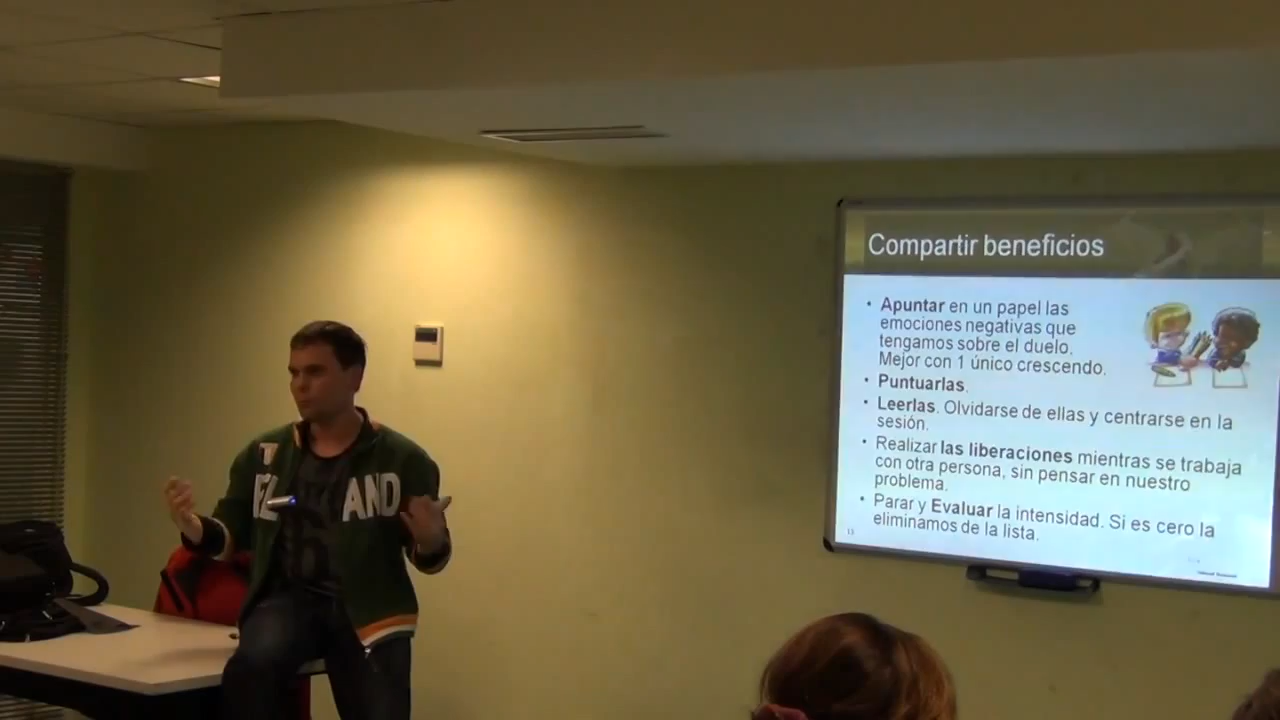 Compartir beneficios
• Apuntar en un papel las
emociones negativas que
tengamos sobre el duelo.
Mejor con 1 único crescendo.
• Puntuarlas.
• Leerlas. Olvidarse de ellas y centrarse en la
sesión.
• Realizar las liberaciones mientras se trabaja
con otra persona, sin pensar en nuestro
problema.
• Parar y Evaluar la intensidad. Si es cero la
eliminamos de la lista.
13
AND